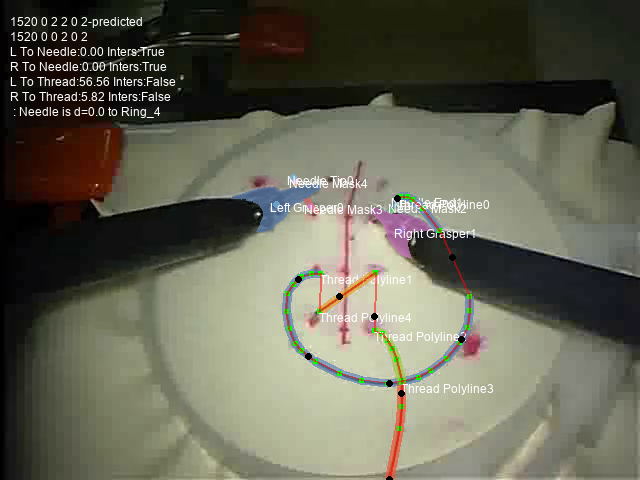 1520 0 2 2 0 2-predicted
1520 0 0 2 0 2
L To Needle:0.00 Inters:True
R To Needle:0.00 Inters:True
L To Thread:56.56 Inters:False
R To Thread:5.82 Inters:False
: Needle is d=0.0 to Ring_4
Needle Tip0
Needle Mask4
Left Grasper0
Needle Mask3
Needle Mask2
Right Grasper1
Thread Polyline1
Thread Polyline4
Thread Polyline3